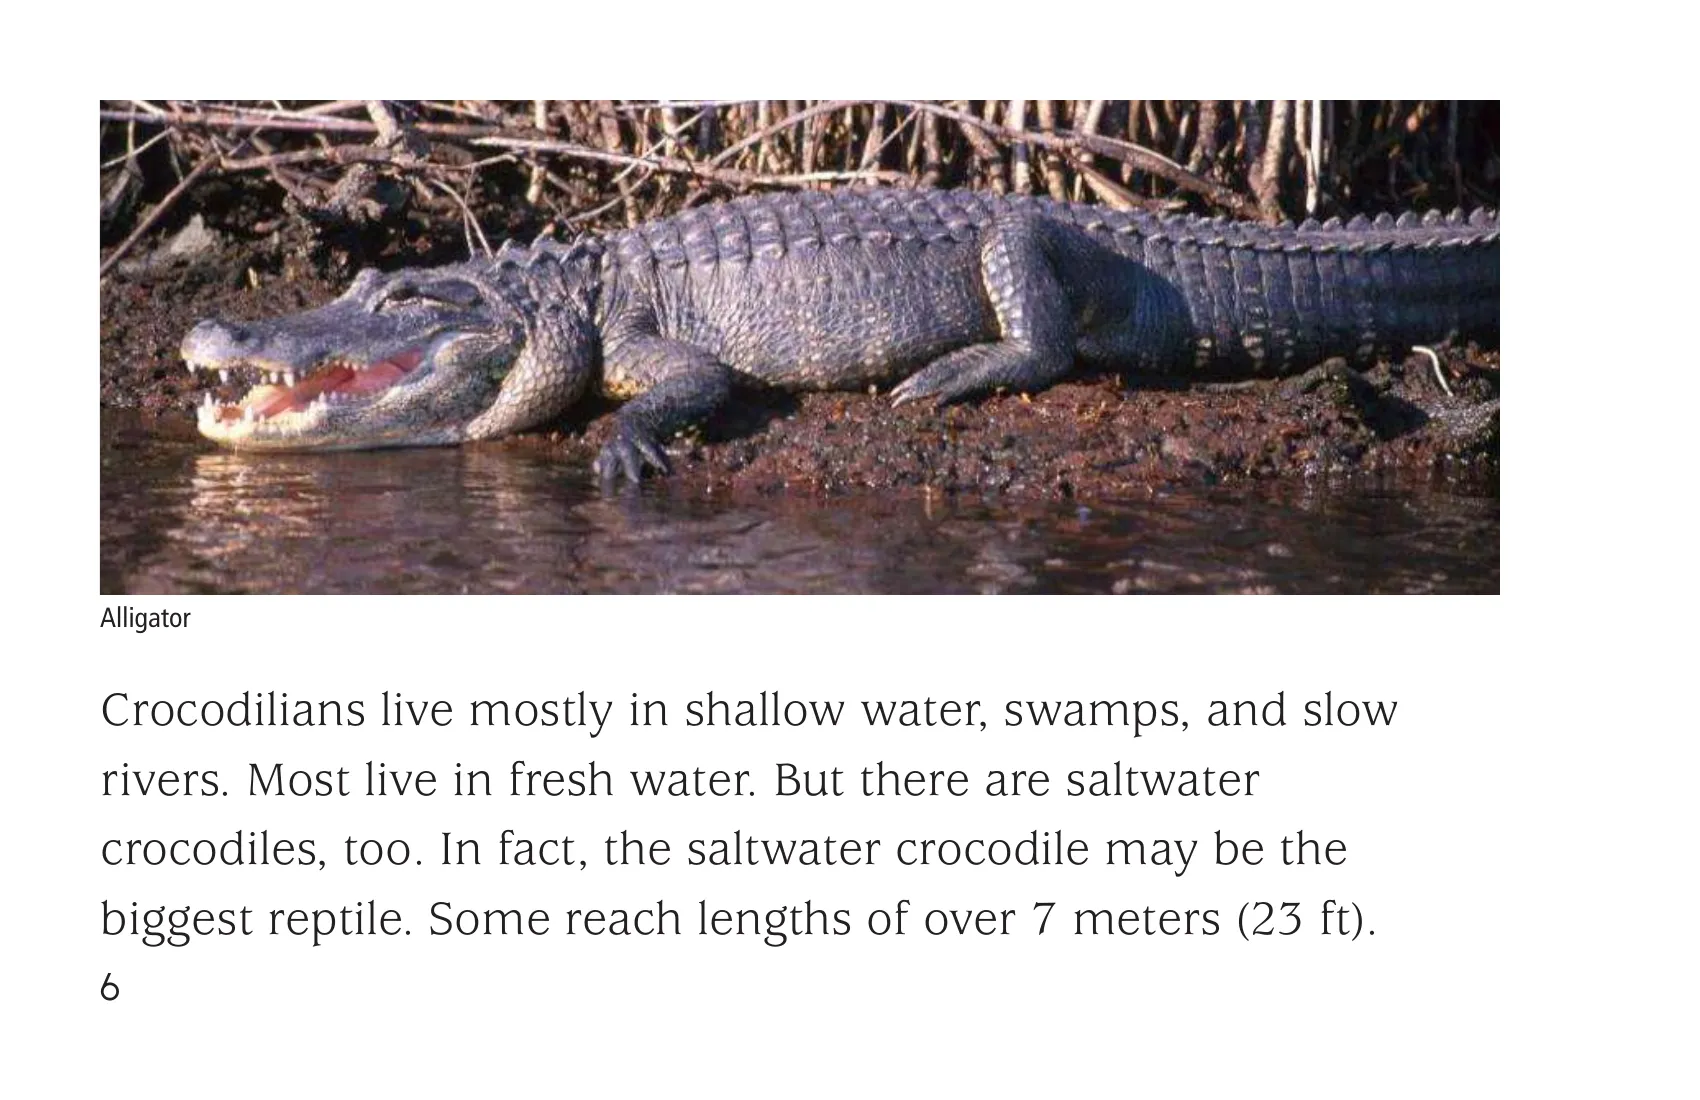 Alligator
Crocodilians live mostly in shallow water, swamps, and slow
rivers. Most live in fresh water. But there are saltwater
crocodiles, too. In fact, the saltwater crocodile may be the
biggest reptile. Some reach lengths of over 7 meters (23 ft).
6